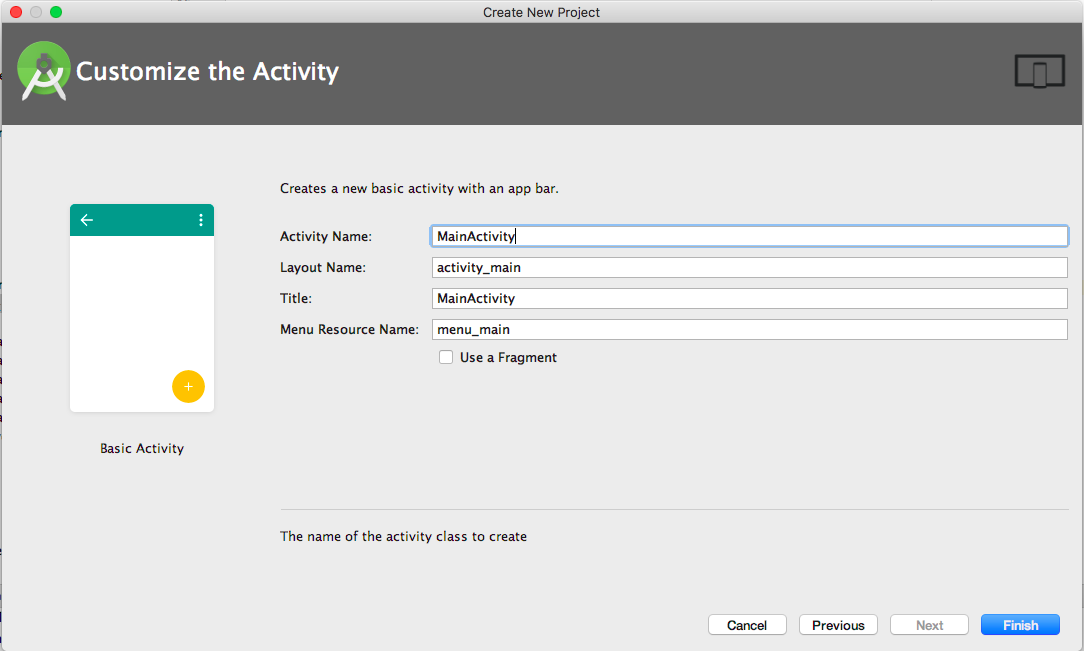 Create New Project
Customize the Activity
Creates a new basic activity with an app bar.
Activity Name: MainActivity
Layout Name: activity_main
Title: MainActivity
Menu Resource Name: menu_main
Use a Fragment
Basic Activity
The name of the activity class to create
Cancel Previous Next Finish